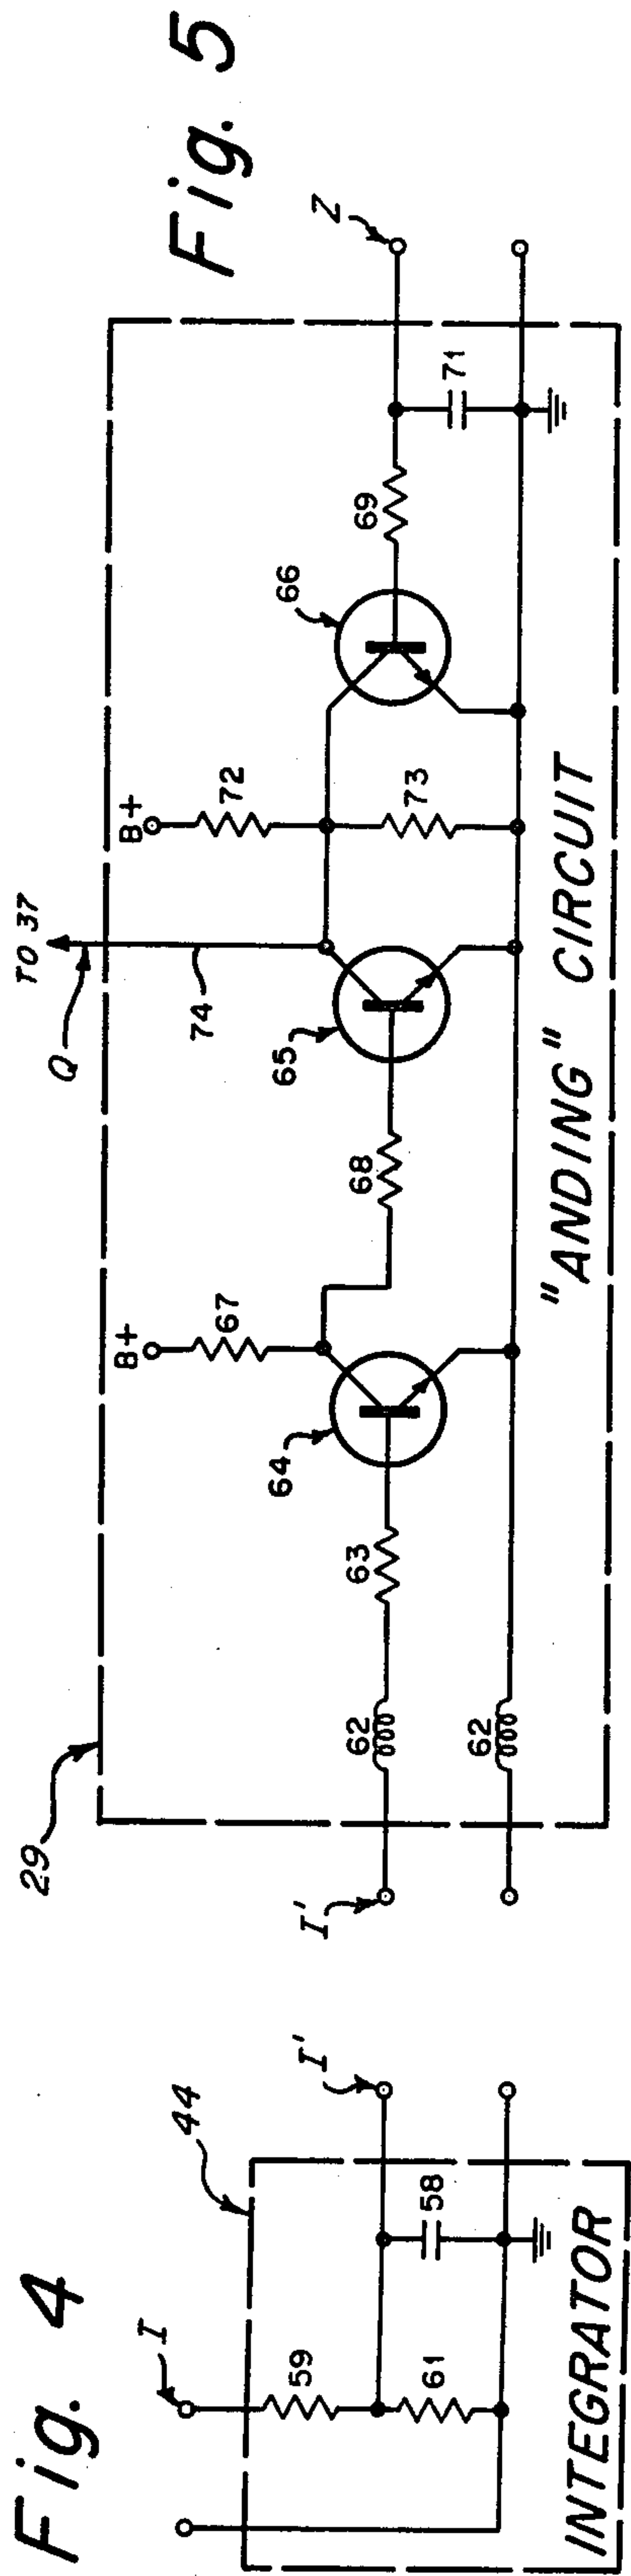 Fig. 4
I
44
59
61
58
I'
INTEGRATOR
Fig. 5
29
TO 37
Q
B+
B+
67
72
74
64
65
66
73
I'
62
63
68
69
Z
71
62
"ANDING" CIRCUIT